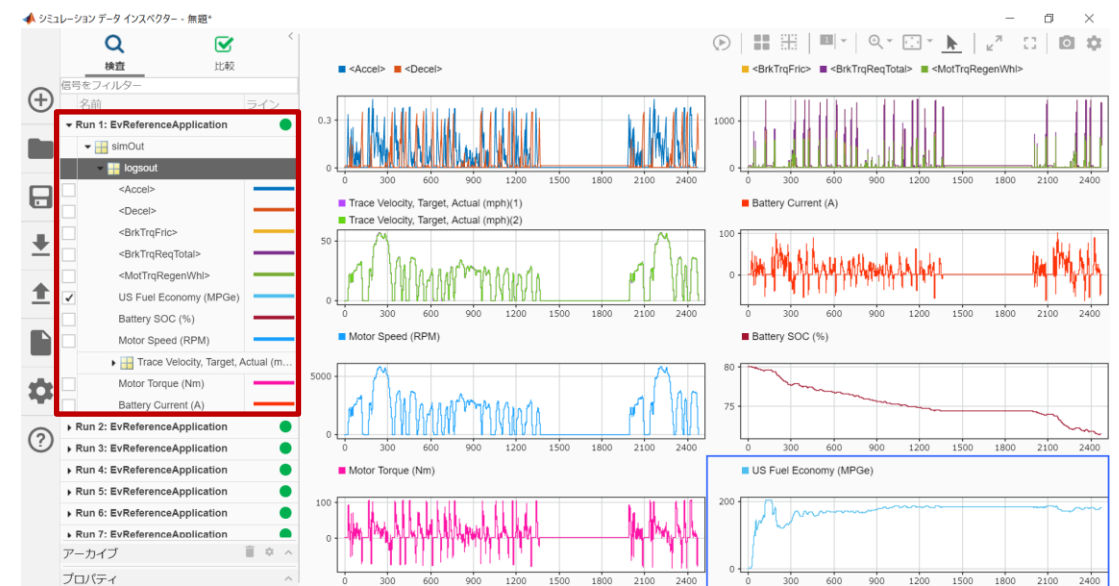 シミュレーション データ インスペクター - 無題*
検査
比較
信号をフィルター
名前
ライン
Run 1: EvReferenceApplication
simOut
logsout
<Accel>
<Decel>
<BrkTrqFric>
<BrkTrqReqTotal>
<MotTrqRegenWhl>
US Fuel Economy (MPGe)
Battery SOC (%)
Motor Speed (RPM)
Trace Velocity, Target, Actual (m...
Motor Torque (Nm)
Battery Current (A)
Run 2: EvReferenceApplication
Run 3: EvReferenceApplication
Run 4: EvReferenceApplication
Run 5: EvReferenceApplication
Run 6: EvReferenceApplication
Run 7: EvReferenceApplication
アーカイブ
プロパティ
<Accel> <Decel>
0.3
0
0 300 600 900 1200 1500 1800 2100 2400
<BrkTrqFric> <BrkTrqReqTotal> <MotTrqRegenWhl>
1000
0
0 300 600 900 1200 1500 1800 2100 2400
Trace Velocity, Target, Actual (mph)(1)
Trace Velocity, Target, Actual (mph)(2)
50
0
0 300 600 900 1200 1500 1800 2100 2400
Battery Current (A)
100
0
0 300 600 900 1200 1500 1800 2100 2400
Motor Speed (RPM)
5000
0
0 300 600 900 1200 1500 1800 2100 2400
Battery SOC (%)
80
75
0 300 600 900 1200 1500 1800 2100 2400
Motor Torque (Nm)
100
0
0 300 600 900 1200 1500 1800 2100 2400
US Fuel Economy (MPGe)
200
0
0 300 600 900 1200 1500 1800 2100 2400